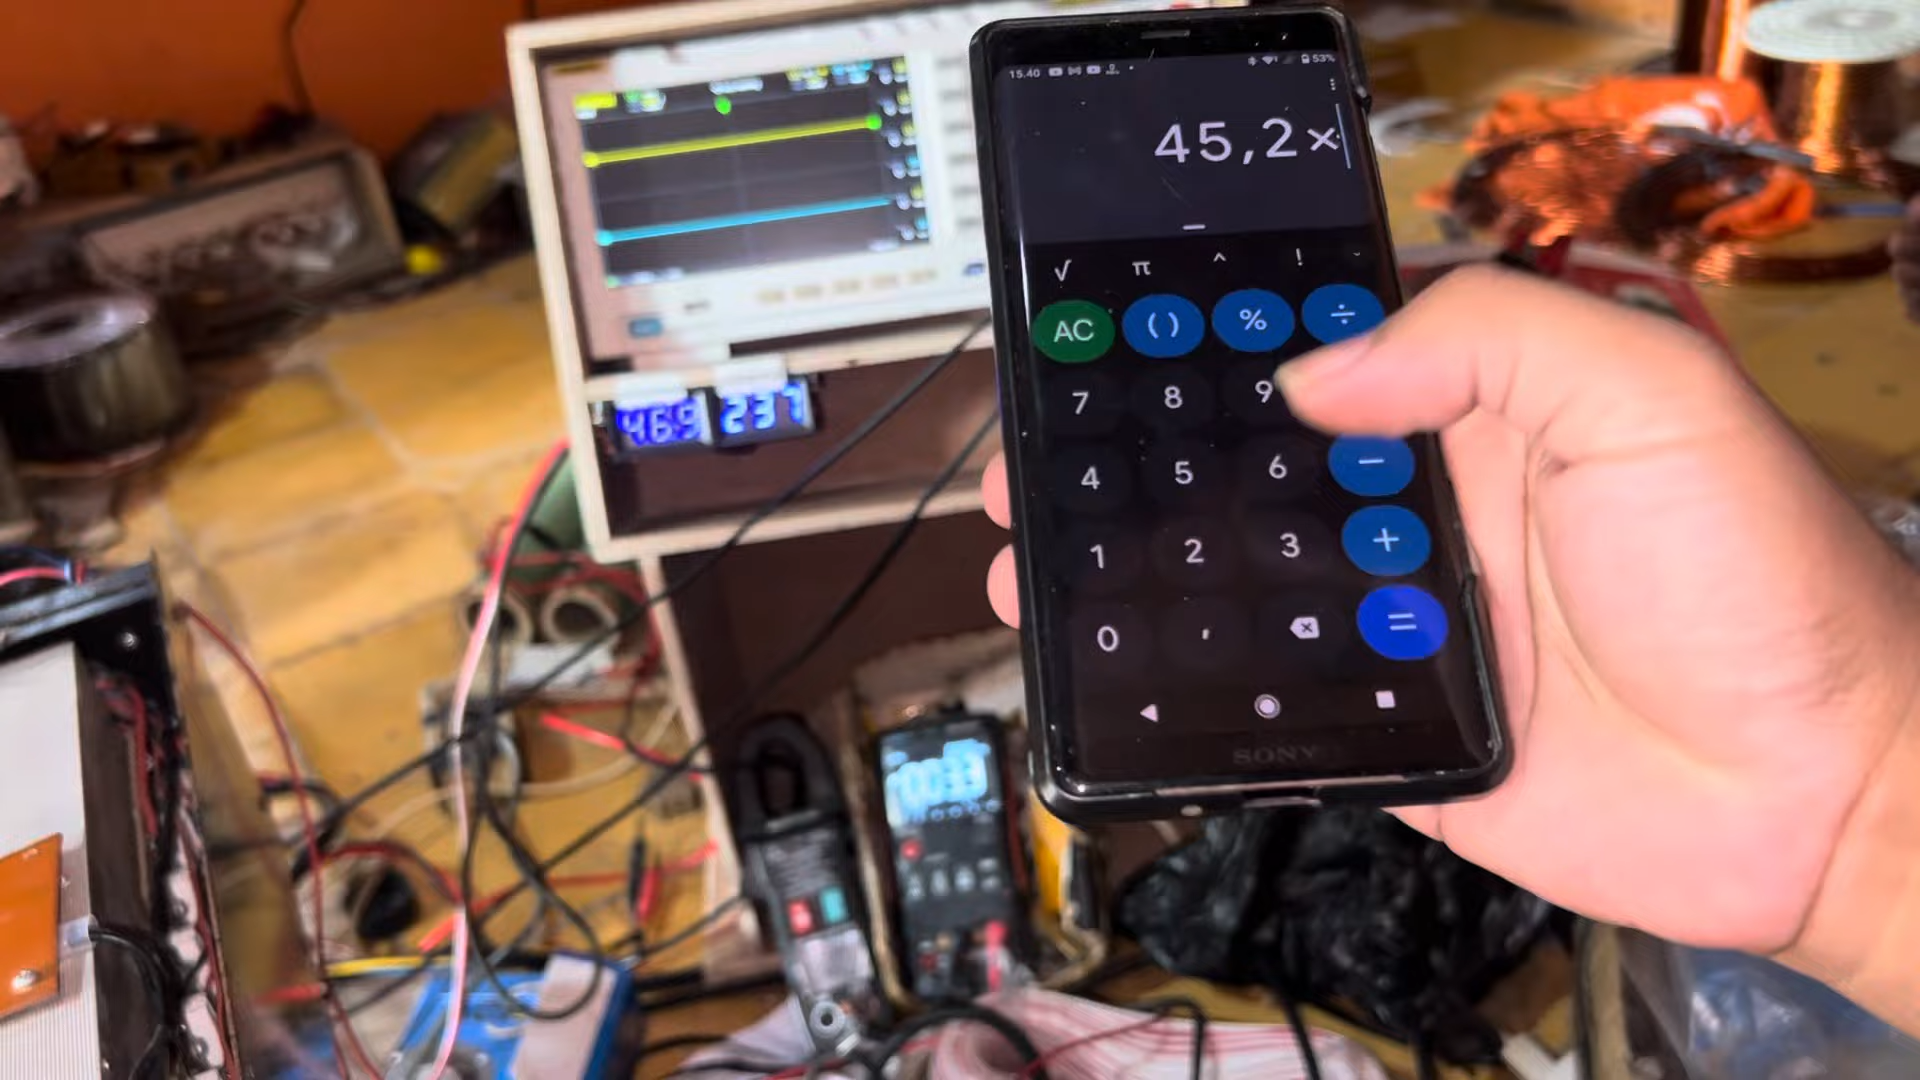 15.40 53%
45,2×
√ π ^ !
AC ( ) % ÷
7 8 9
4 5 6 −
1 2 3 +
0 , =
SONY
469 237